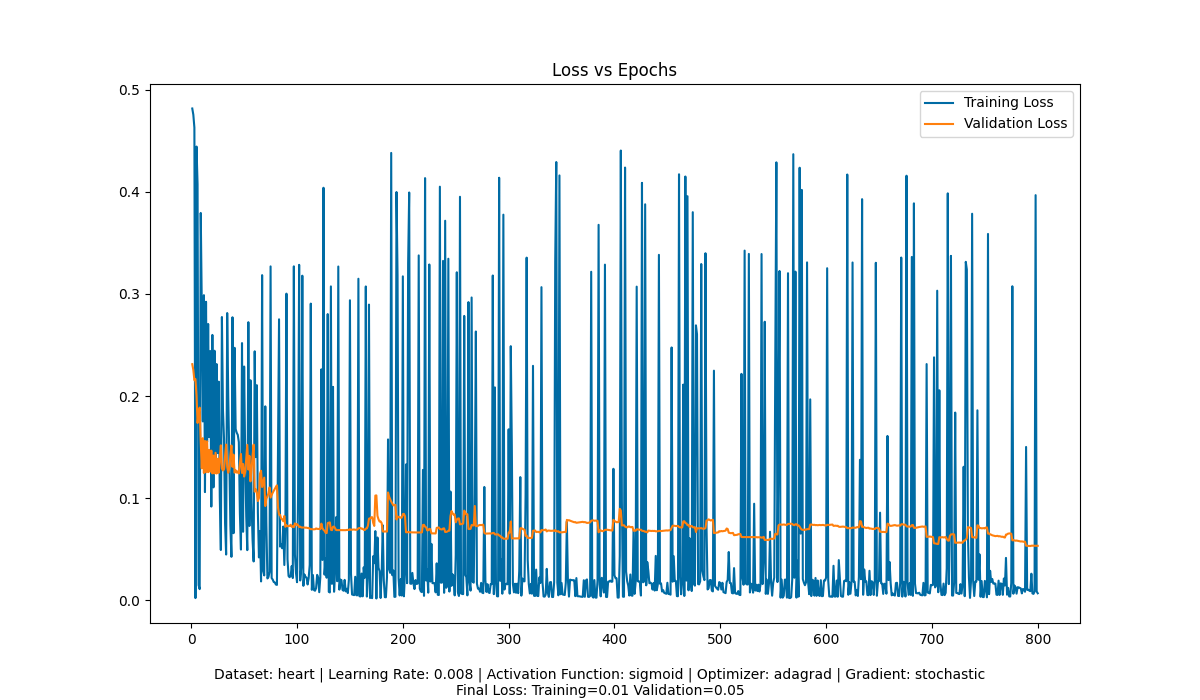 Loss vs Epochs
Training Loss
Validation Loss
0.5
0.4
0.3
0.2
0.1
0.0
0 100 200 300 400 500 600 700 800
Dataset: heart | Learning Rate: 0.008 | Activation Function: sigmoid | Optimizer: adagrad | Gradient: stochastic
Final Loss: Training=0.01 Validation=0.05